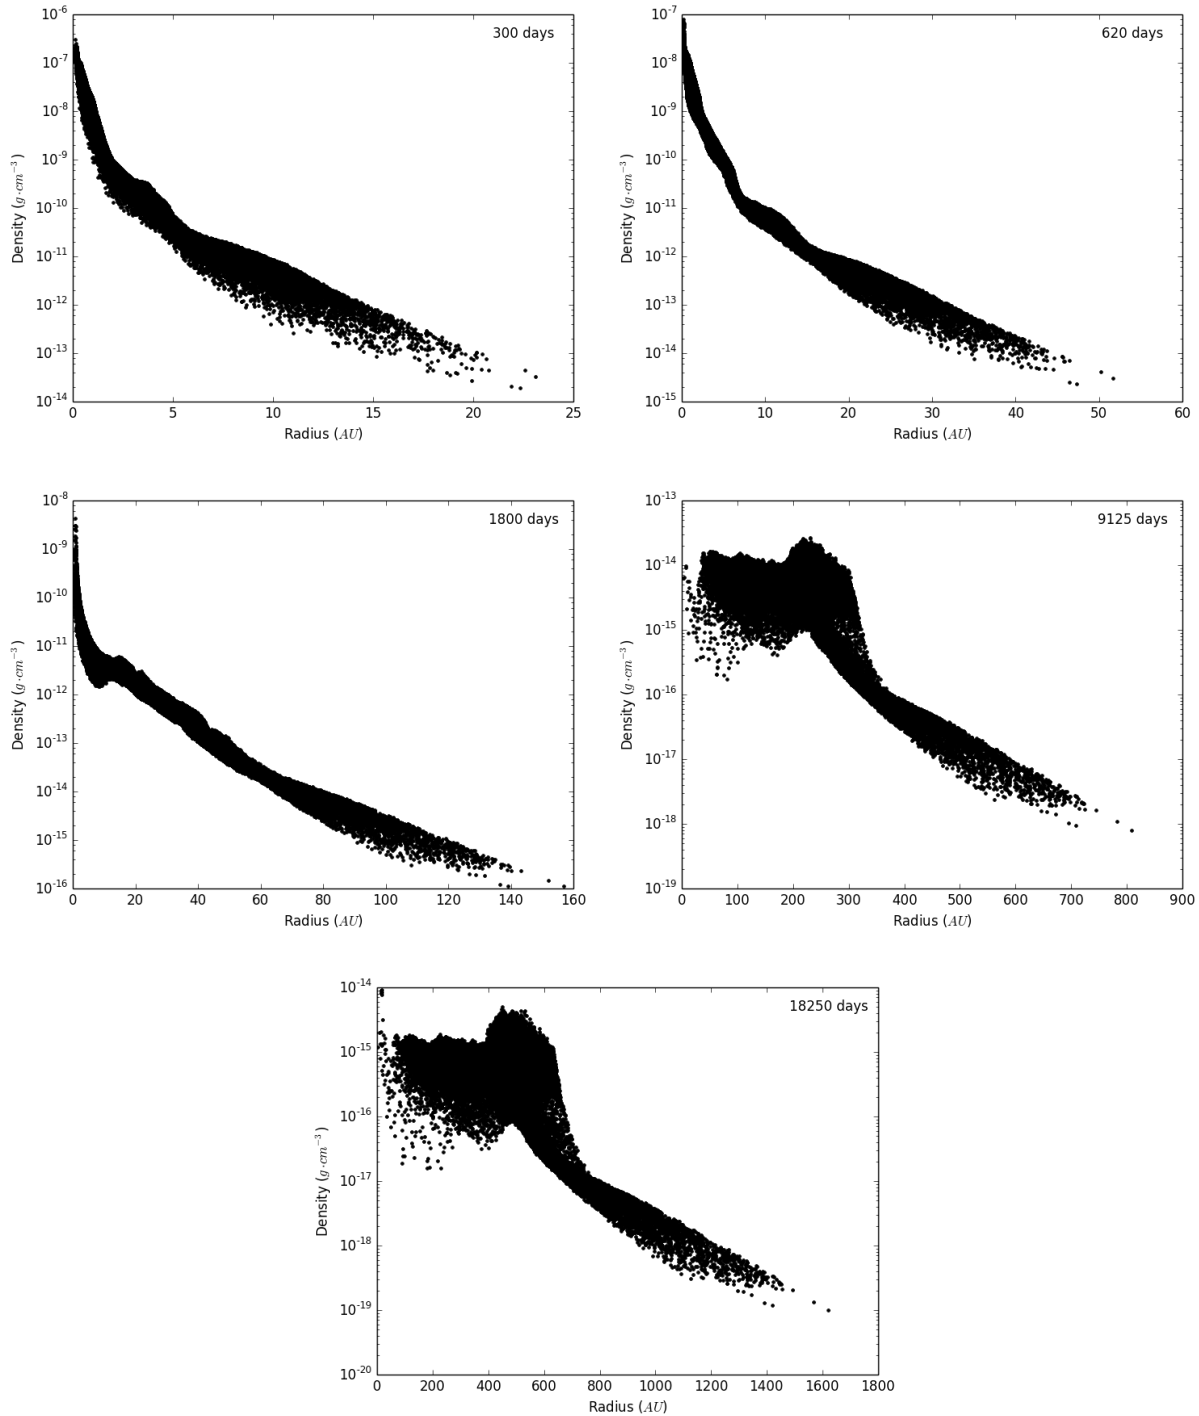 300 days
10⁻⁶
10⁻⁷
10⁻⁸
10⁻⁹
10⁻¹⁰
10⁻¹¹
10⁻¹²
10⁻¹³
10⁻¹⁴
Density (g·cm⁻³)
0 5 10 15 20 25
Radius (AU)
620 days
10⁻⁷
10⁻⁸
10⁻⁹
10⁻¹⁰
10⁻¹¹
10⁻¹²
10⁻¹³
10⁻¹⁴
10⁻¹⁵
Density (g·cm⁻³)
0 10 20 30 40 50 60
Radius (AU)
1800 days
10⁻⁸
10⁻⁹
10⁻¹⁰
10⁻¹¹
10⁻¹²
10⁻¹³
10⁻¹⁴
10⁻¹⁵
10⁻¹⁶
Density (g·cm⁻³)
0 20 40 60 80 100 120 140 160
Radius (AU)
9125 days
10⁻¹³
10⁻¹⁴
10⁻¹⁵
10⁻¹⁶
10⁻¹⁷
10⁻¹⁸
10⁻¹⁹
Density (g·cm⁻³)
0 100 200 300 400 500 600 700 800 900
Radius (AU)
18250 days
10⁻¹⁴
10⁻¹⁵
10⁻¹⁶
10⁻¹⁷
10⁻¹⁸
10⁻¹⁹
10⁻²⁰
Density (g·cm⁻³)
0 200 400 600 800 1000 1200 1400 1600 1800
Radius (AU)